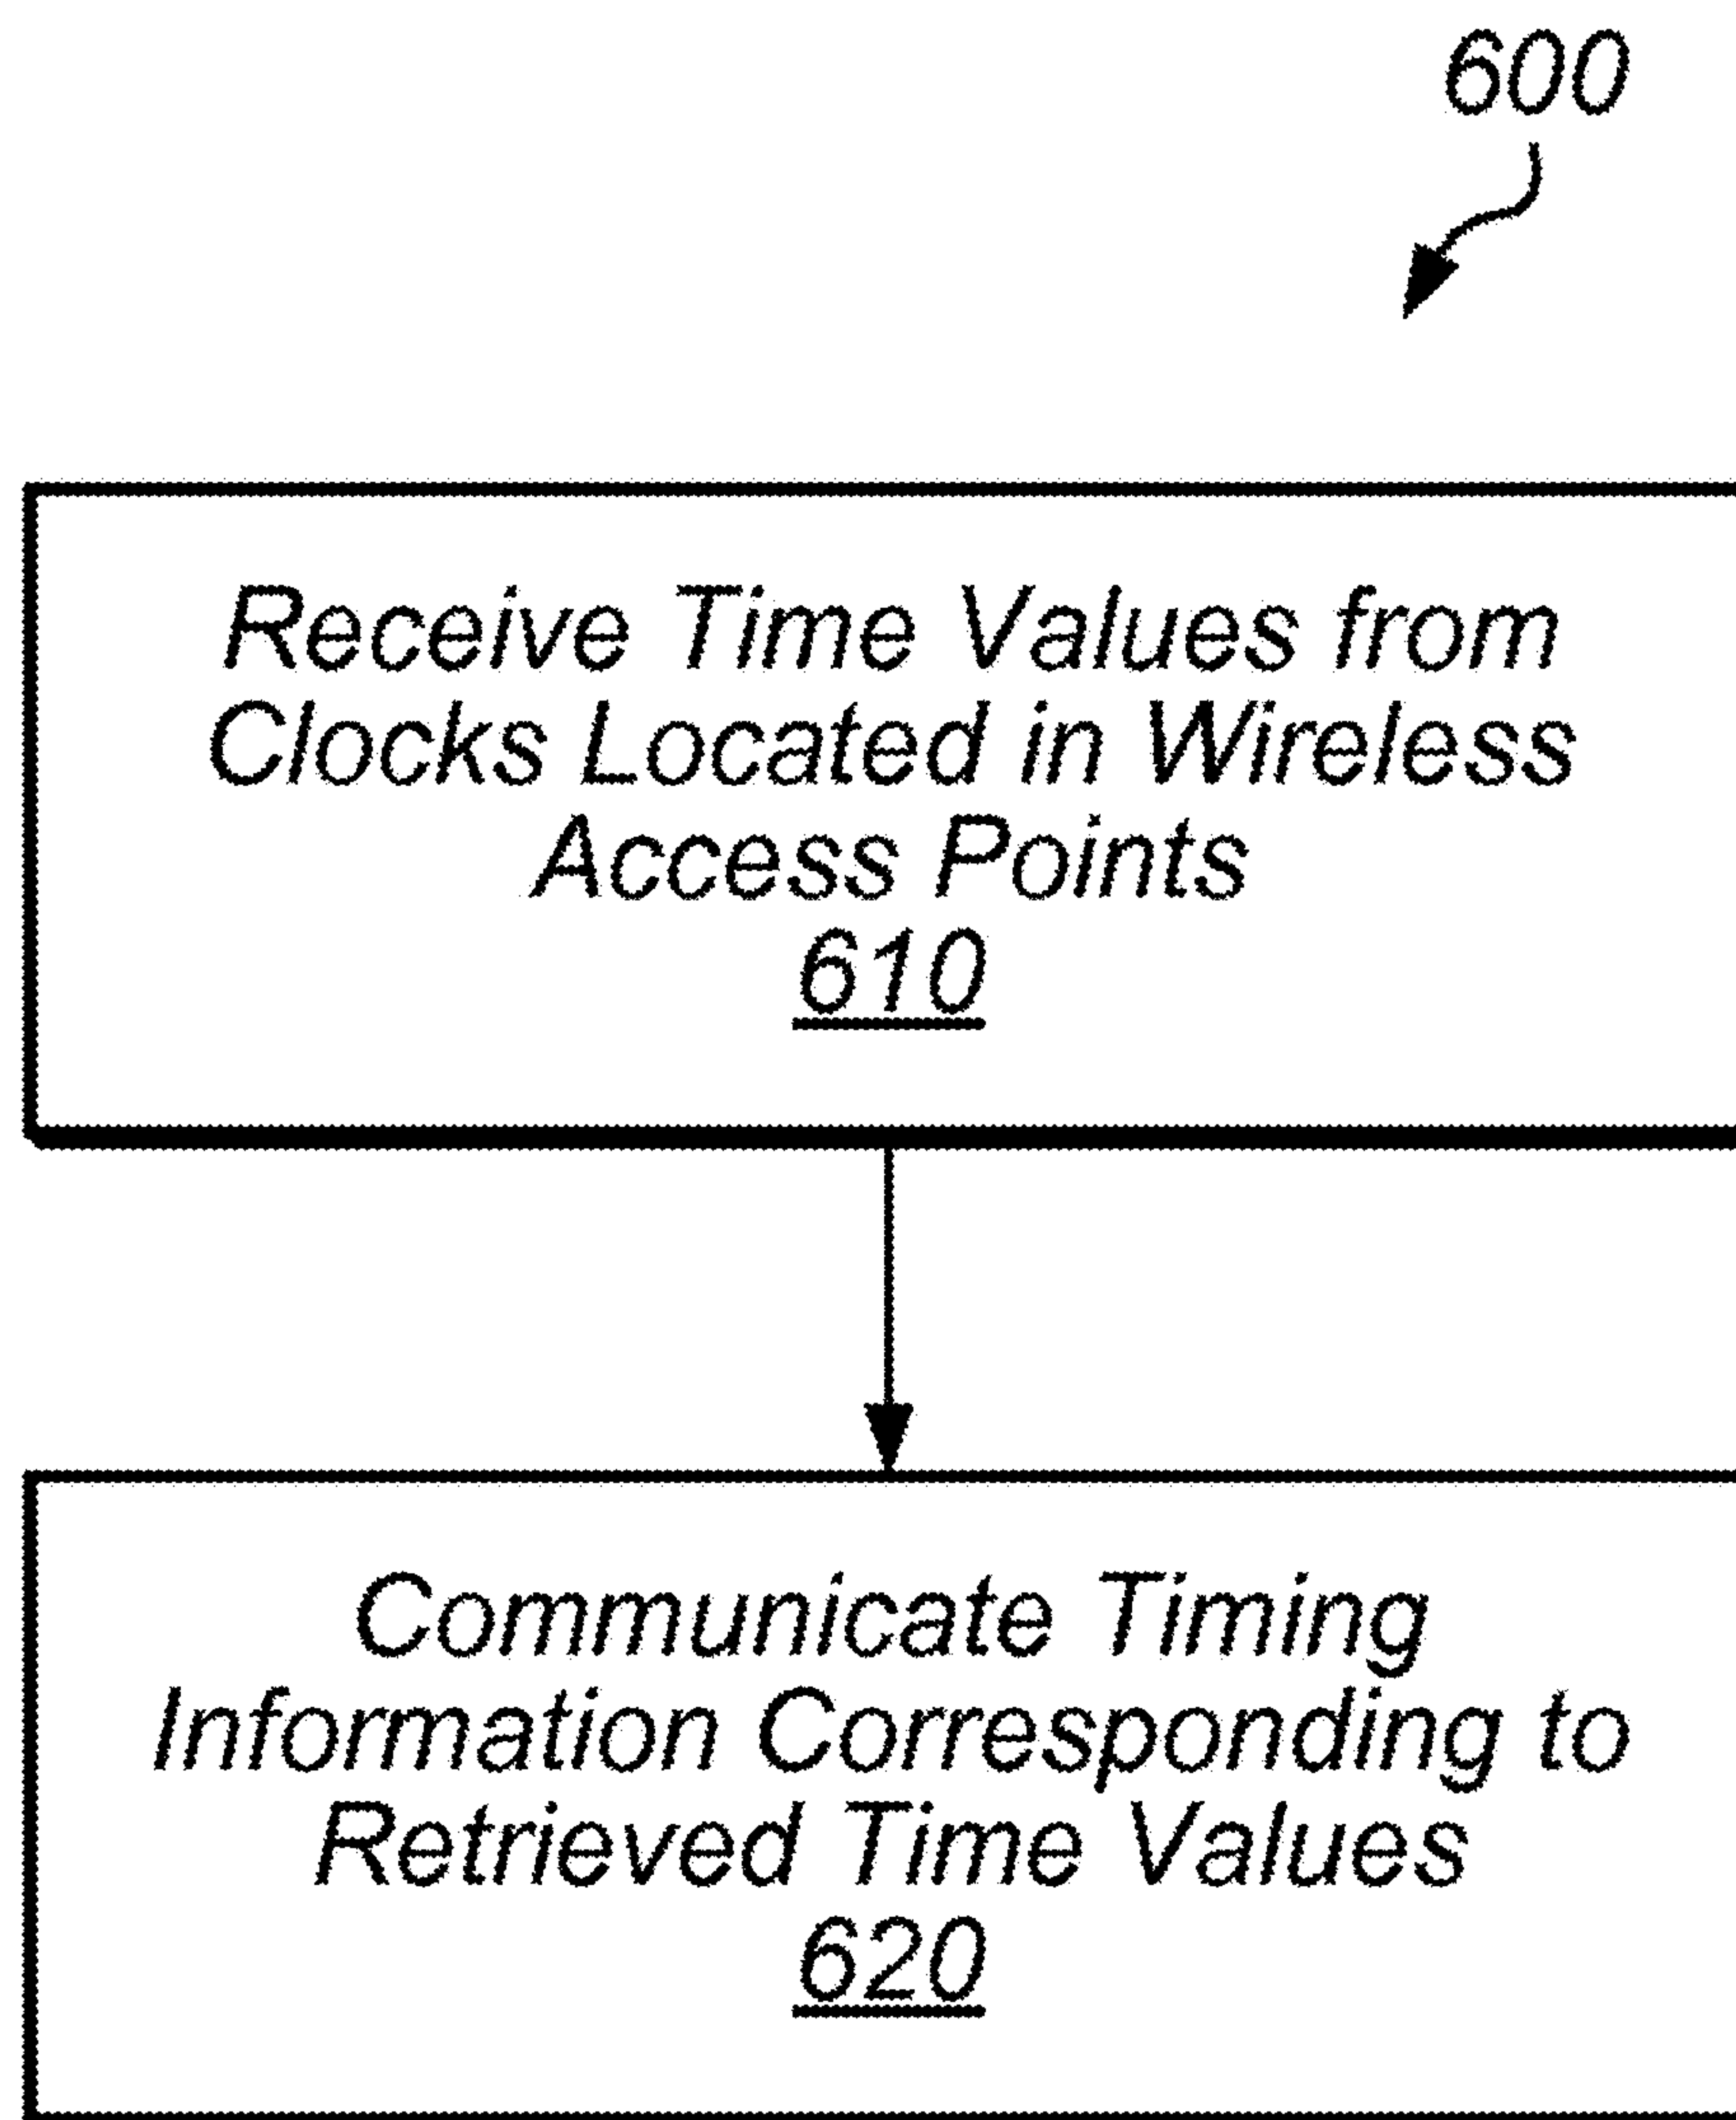 600
Receive Time Values from
Clocks Located in Wireless
Access Points
610
Communicate Timing
Information Corresponding to
Retrieved Time Values
620